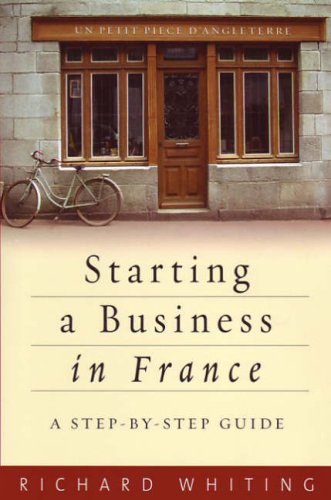 UN PETIT PIECE D'ANGLETERRE
Starting
a Business
in France
A STEP-BY-STEP GUIDE
RICHARD WHITING